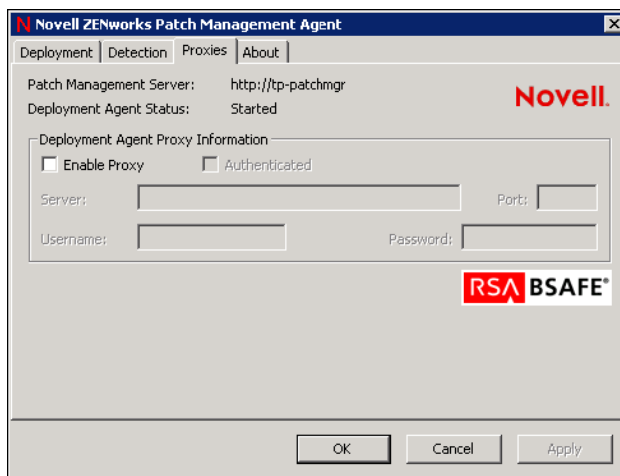 N Novell ZENworks Patch Management Agent
Deployment Detection Proxies About
Patch Management Server: http://tp-patchmgr
Deployment Agent Status: Started
Novell.
Deployment Agent Proxy Information
Enable Proxy Authenticated
Server: Port:
Username: Password:
RSA BSAFE®
OK Cancel Apply